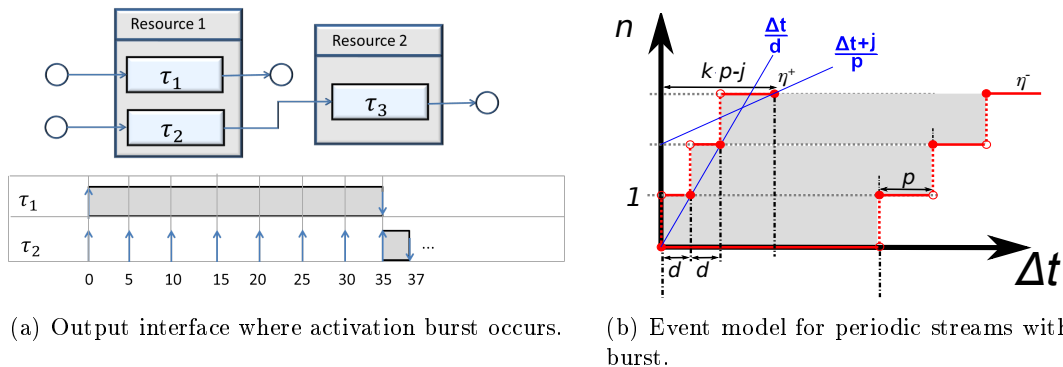 Resource 1
τ1
τ2
Resource 2
τ3
τ1
τ2
...
0 5 10 15 20 25 30 35 37
(a) Output interface where activation burst occurs.
n
Δt/d
Δt+j/p
k·p-j
η+
η-
1
p
d d
Δt
(b) Event model for periodic streams with
burst.